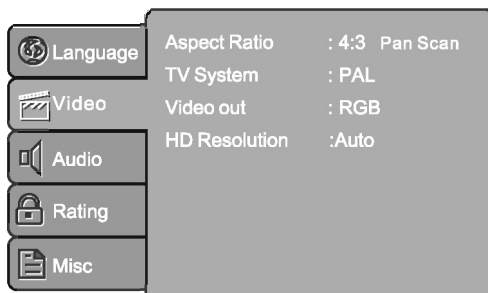 Language
Video
Audio
Rating
Misc
Aspect Ratio : 4:3 Pan Scan
TV System : PAL
Video out : RGB
HD Resolution :Auto